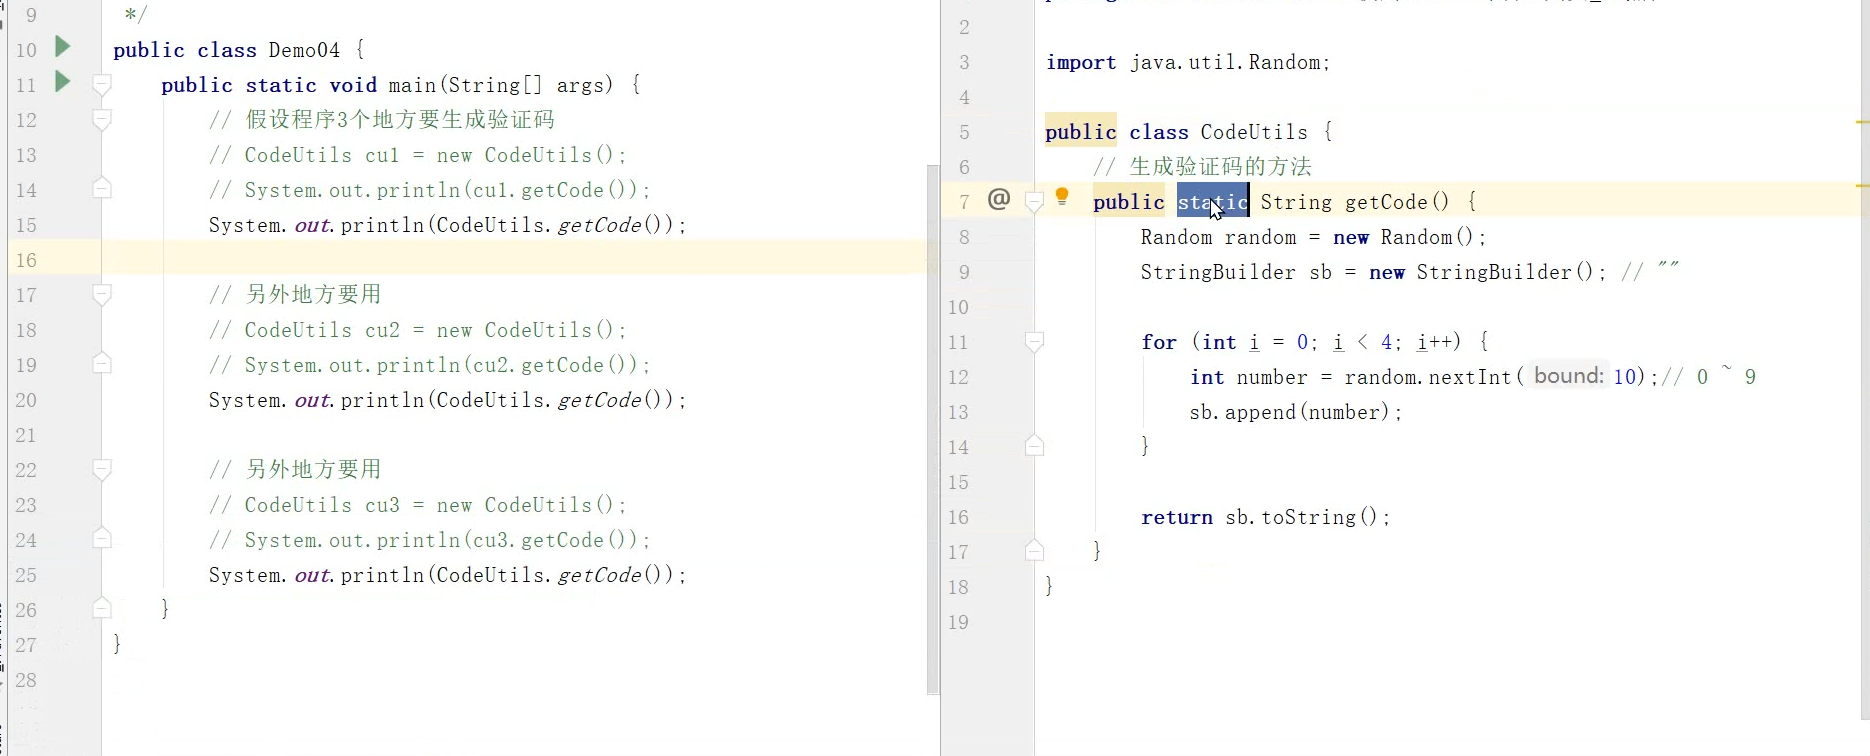 9 */
10 public class Demo04 {
11 public static void main(String[] args) {
12 // 假设程序3个地方要生成验证码
13 // CodeUtils cu1 = new CodeUtils();
14 // System.out.println(cu1.getCode());
15 System.out.println(CodeUtils.getCode());
16
17 // 另外地方要用
18 // CodeUtils cu2 = new CodeUtils();
19 // System.out.println(cu2.getCode());
20 System.out.println(CodeUtils.getCode());
21
22 // 另外地方要用
23 // CodeUtils cu3 = new CodeUtils();
24 // System.out.println(cu3.getCode());
25 System.out.println(CodeUtils.getCode());
26 }
27 }
28
2
3 import java.util.Random;
4
5 public class CodeUtils {
6 // 生成验证码的方法
7 @ public static String getCode() {
8 Random random = new Random();
9 StringBuilder sb = new StringBuilder(); // ""
10
11 for (int i = 0; i < 4; i++) {
12 int number = random.nextInt( bound: 10);// 0 ~ 9
13 sb.append(number);
14 }
15
16 return sb.toString();
17 }
18 }
19